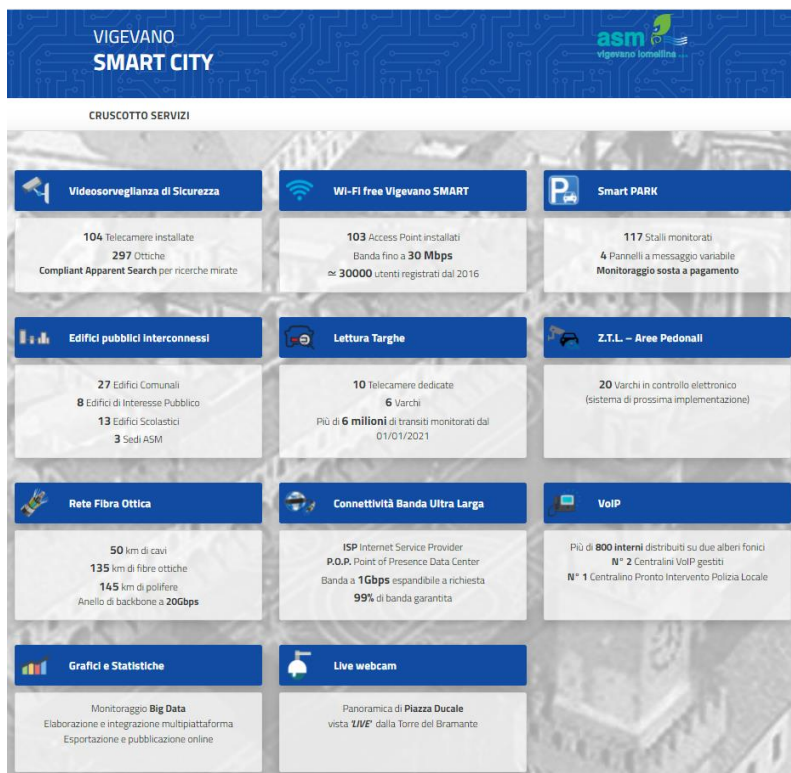 VIGEVANO
SMART CITY
asm
vigevano lomellina
CRUSCOTTO SERVIZI
Videosorveglianza di Sicurezza
104 Telecamere installate
297 Ottiche
Compliant Apparent Search per ricerche mirate
Wi-Fi free Vigevano SMART
103 Access Point installati
Banda fino a 30 Mbps
≃ 30000 utenti registrati dal 2016
Smart PARK
117 Stalli monitorati
4 Pannelli a messaggio variabile
Monitoraggio sosta a pagamento
Edifici pubblici interconnessi
27 Edifici Comunali
8 Edifici di Interesse Pubblico
13 Edifici Scolastici
3 Sedi ASM
Lettura Targhe
10 Telecamere dedicate
6 Varchi
Più di 6 milioni di transiti monitorati dal
01/01/2021
Z.T.L. – Aree Pedonali
20 Varchi in controllo elettronico
(sistema di prossima implementazione)
Rete Fibra Ottica
50 km di cavi
135 km di fibre ottiche
145 km di polifere
Anello di backbone a 20Gbps
Connettività Banda Ultra Larga
ISP Internet Service Provider
P.O.P. Point of Presence Data Center
Banda a 1Gbps espandibile a richiesta
99% di banda garantita
VoIP
Più di 800 interni distribuiti su due alberi fonici
N° 2 Centralini VoIP gestiti
N° 1 Centralino Pronto Intervento Polizia Locale
Grafici e Statistiche
Monitoraggio Big Data
Elaborazione e integrazione multipiattaforma
Esportazione e pubblicazione online
Live webcam
Panoramica di Piazza Ducale
vista 'LIVE' dalla Torre del Bramante